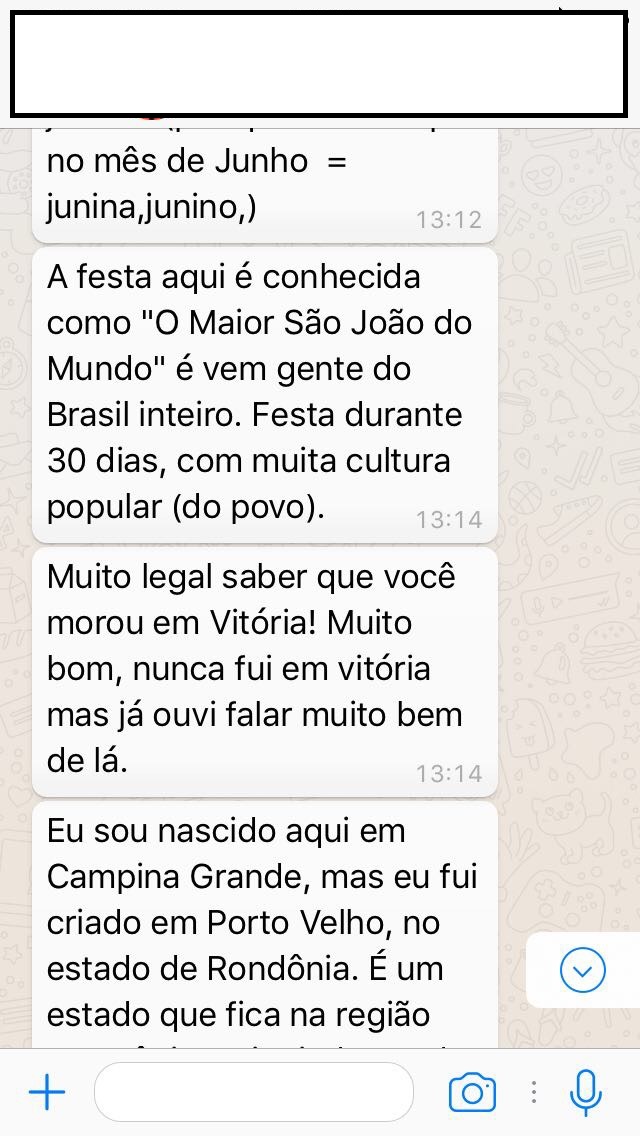 no mês de Junho =
junina,junino,)
13:12
A festa aqui é conhecida
como "O Maior São João do
Mundo" é vem gente do
Brasil inteiro. Festa durante
30 dias, com muita cultura
popular (do povo).
13:14
Muito legal saber que você
morou em Vitória! Muito
bom, nunca fui em vitória
mas já ouvi falar muito bem
de lá.
13:14
Eu sou nascido aqui em
Campina Grande, mas eu fui
criado em Porto Velho, no
estado de Rondônia. É um
estado que fica na região